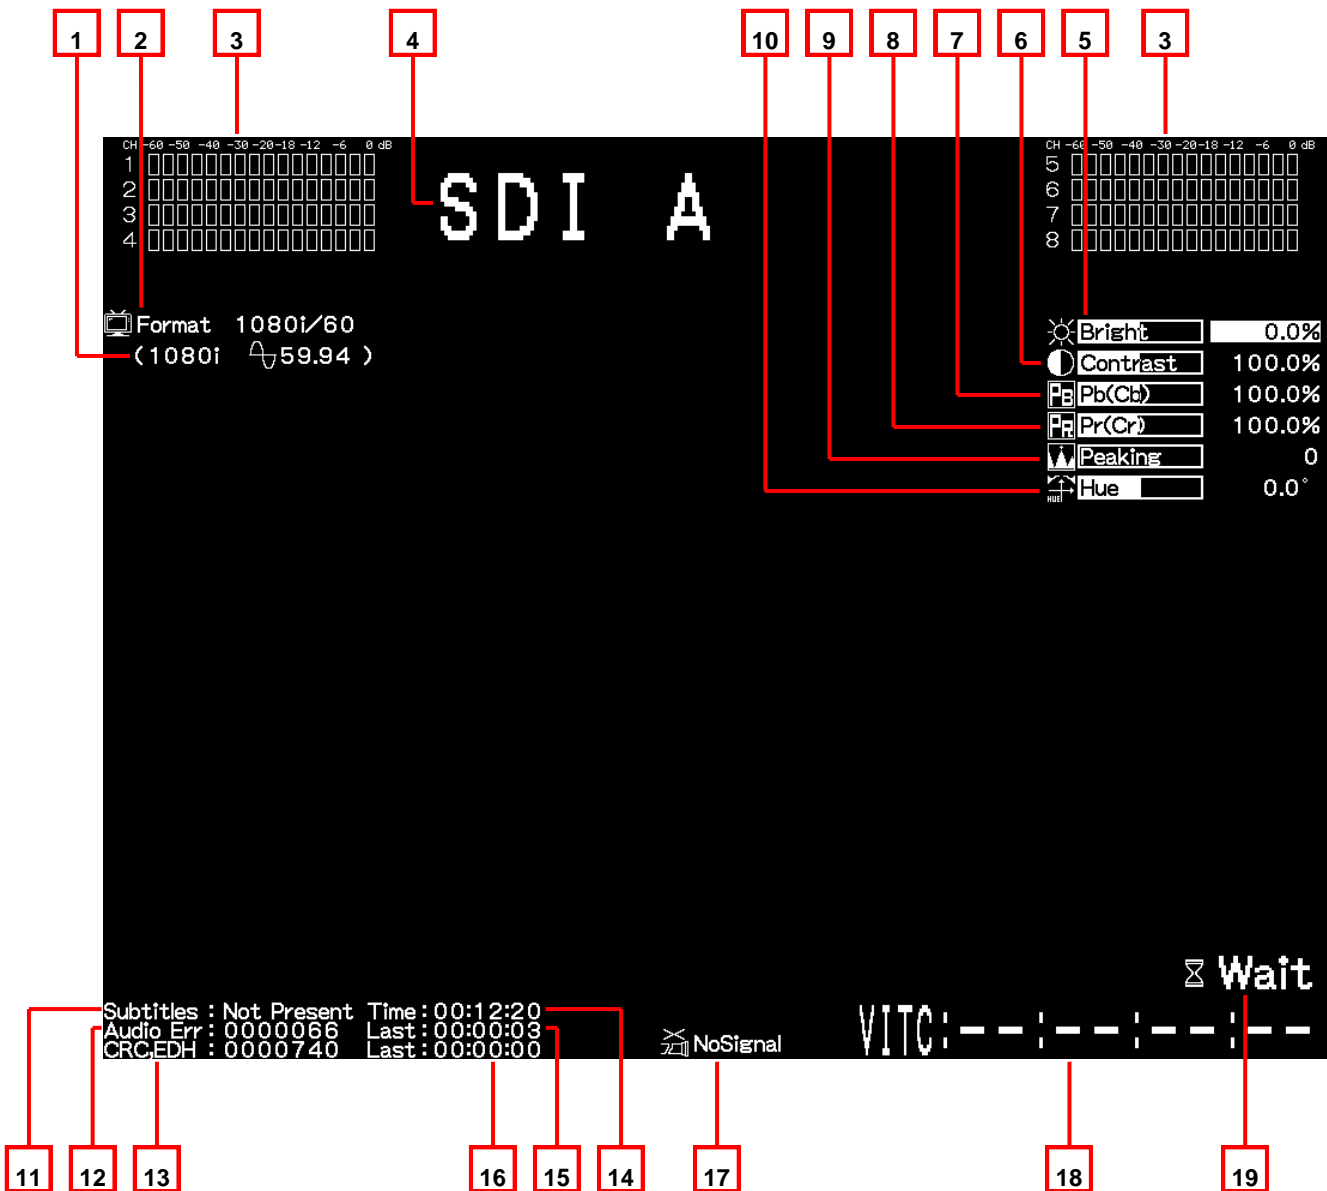 1 2 3 4 10 9 8 7 6 5 3
CH -60 -50 -40 -30 -20 -18 -12 -6 0 dB
1
2
3
4
SDI A
CH -60 -50 -40 -30 -20 -18 -12 -6 0 dB
5
6
7
8
Format 1080i/60
(1080i 59.94 )
Bright 0.0%
Contrast 100.0%
PB Pb(Cb) 100.0%
PR Pr(Cr) 100.0%
Peaking 0
HUE Hue 0.0°
Wait
Subtitles : Not Present Time : 00:12:20
Audio Err : 0000066 Last : 00:00:03
CRC,EDH : 0000740 Last : 00:00:00
NoSignal
VITC:--:--:--:--
11 12 13 16 15 14 17 18 19